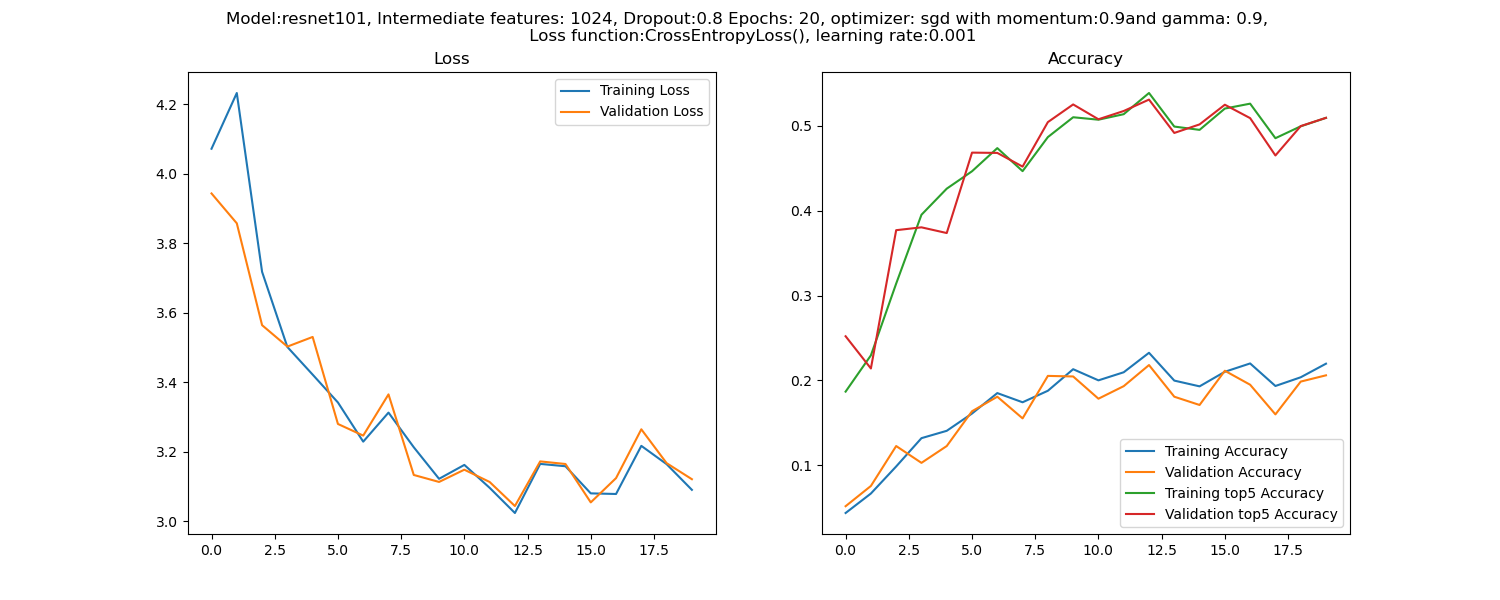 Model:resnet101, Intermediate features: 1024, Dropout:0.8 Epochs: 20, optimizer: sgd with momentum:0.9and gamma: 0.9,
Loss function:CrossEntropyLoss(), learning rate:0.001
Loss
Training Loss
Validation Loss
4.2
4.0
3.8
3.6
3.4
3.2
3.0
0.0 2.5 5.0 7.5 10.0 12.5 15.0 17.5
Accuracy
0.5
0.4
0.3
0.2
0.1
Training Accuracy
Validation Accuracy
Training top5 Accuracy
Validation top5 Accuracy
0.0 2.5 5.0 7.5 10.0 12.5 15.0 17.5